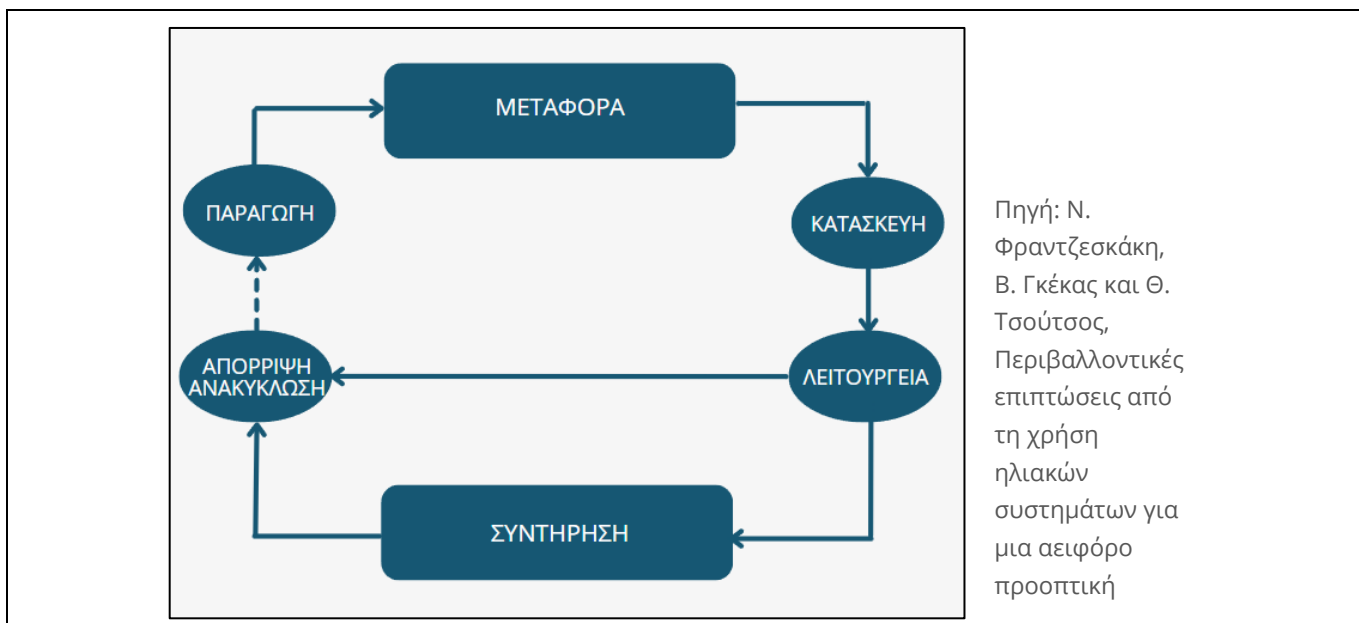 ΜΕΤΑΦΟΡΑ
ΠΑΡΑΓΩΓΗ
ΚΑΤΑΣΚΕΥΗ
ΑΠΟΡΡΙΨΗ
ΑΝΑΚΥΚΛΩΣΗ
ΛΕΙΤΟΥΡΓΕΙΑ
ΣΥΝΤΗΡΗΣΗ
Πηγή: Ν.
Φραντζεσκάκη,
Β. Γκέκας και Θ.
Τσούτσος,
Περιβαλλοντικές
επιπτώσεις από
τη χρήση
ηλιακών
συστημάτων για
μια αειφόρο
προοπτική